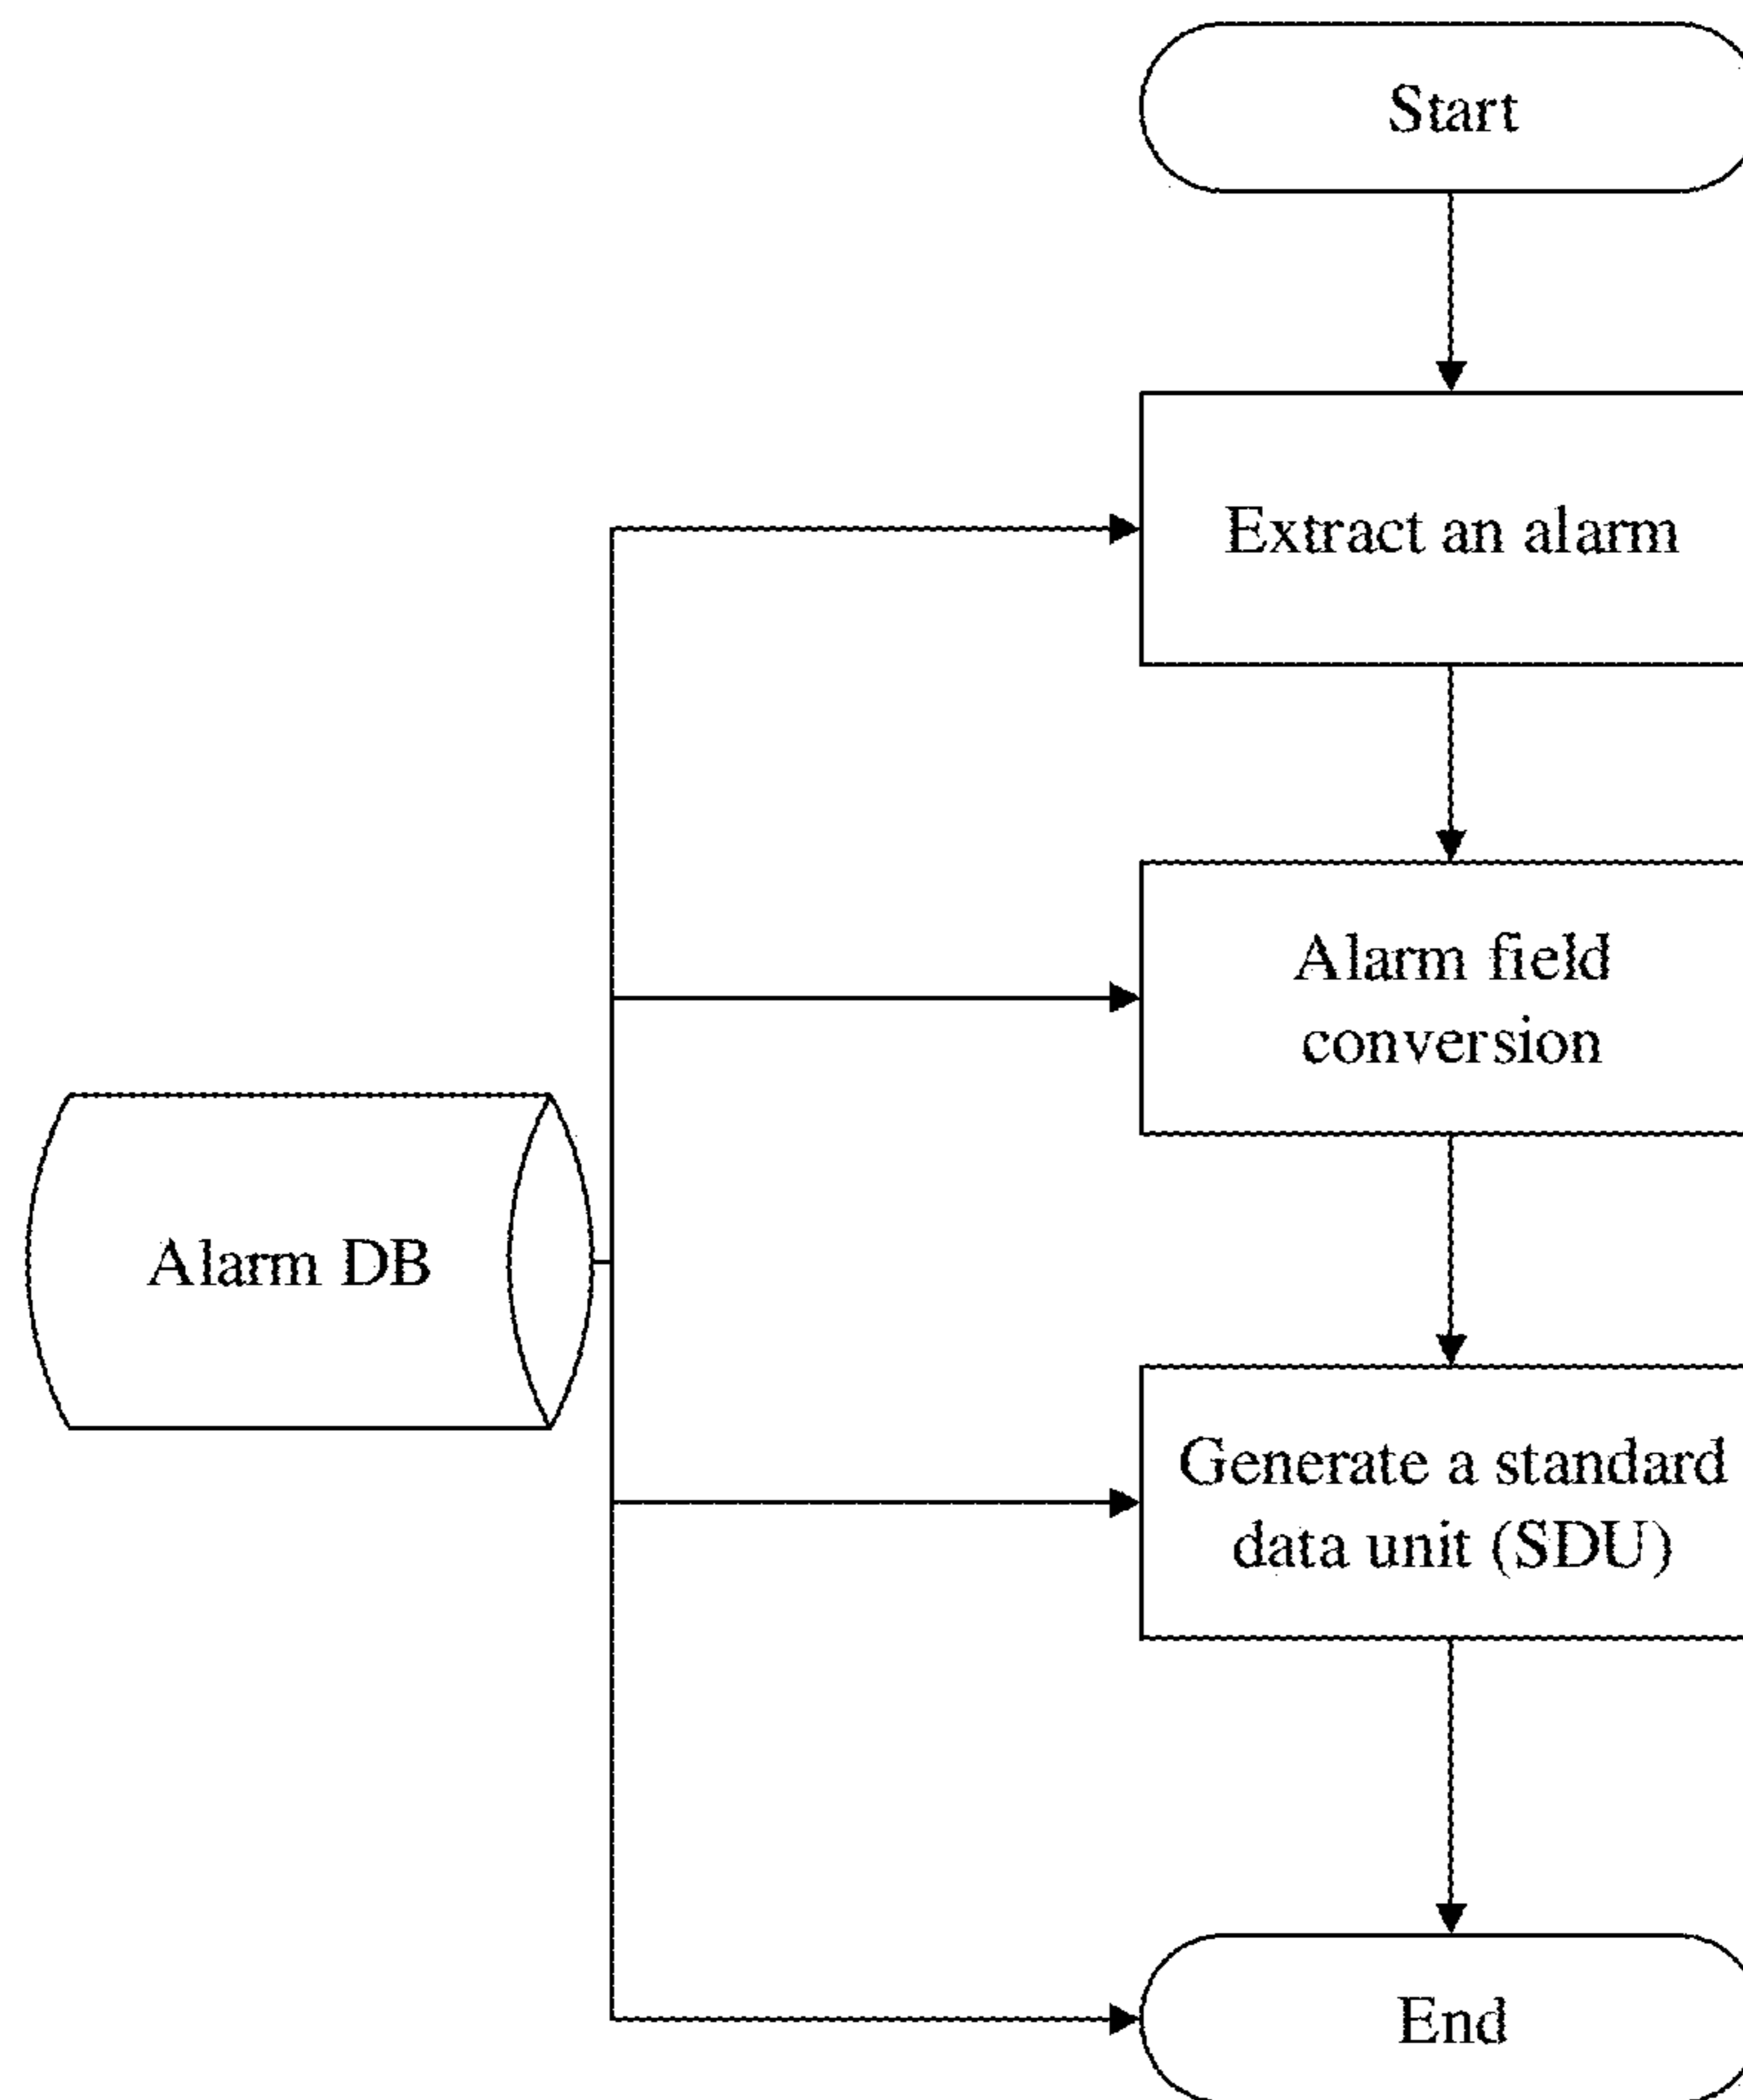 Start
Extract an alarm
Alarm field
conversion
Alarm DB
Generate a standard
data unit (SDU)
End